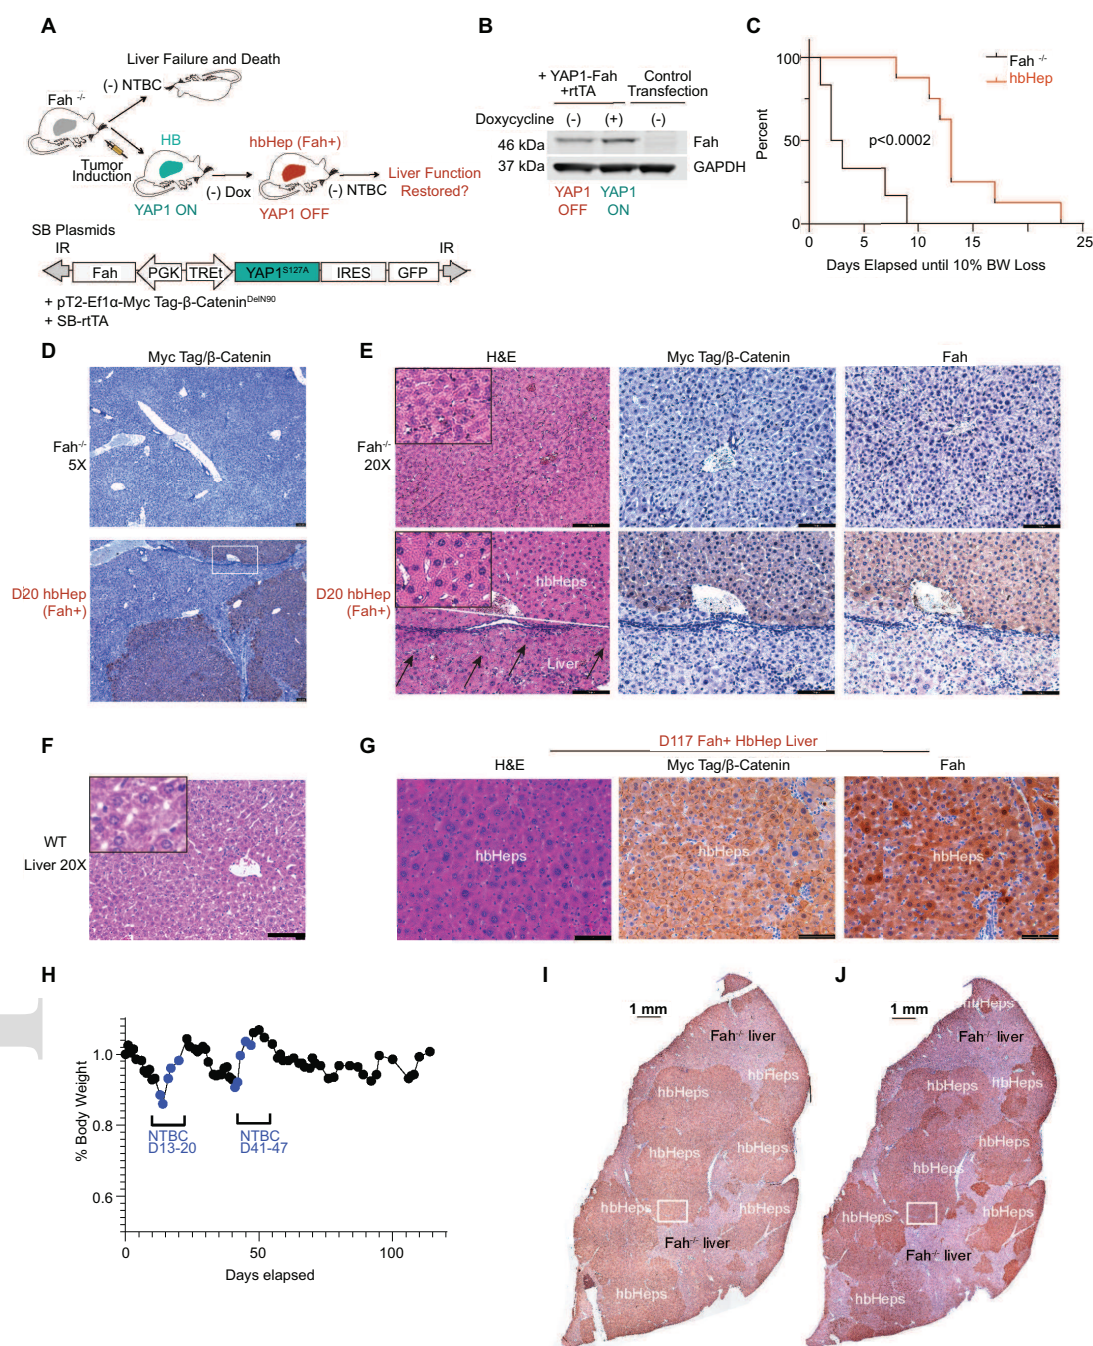 A
Liver Failure and Death
(-) NTBC
Fah -/-
Tumor
Induction
HB
YAP1 ON
(-) Dox
hbHep (Fah+)
YAP1 OFF
(-) NTBC
Liver Function
Restored?
SB Plasmids
IR
IR
Fah
PGK
TREt
YAP1S127A
IRES
GFP
+ pT2-Ef1α-Myc Tag-β-CateninDelN90
+ SB-rtTA
B
+ YAP1-Fah
+rtTA
Control
Transfection
Doxycycline
(-)
(+)
(-)
46 kDa
Fah
37 kDa
GAPDH
YAP1
OFF
YAP1
ON
C
Percent
100
50
0
Fah -/-
hbHep
p<0.0002
0
5
10
15
20
25
Days Elapsed until 10% BW Loss
D
Myc Tag/β-Catenin
Fah-/-
5X
D20 hbHep
(Fah+)
E
H&E
Myc Tag/β-Catenin
Fah
Fah-/-
20X
D20 hbHep
(Fah+)
hbHeps
Liver
F
WT
Liver 20X
G
D117 Fah+ HbHep Liver
H&E
Myc Tag/β-Catenin
Fah
hbHeps
hbHeps
hbHeps
H
% Body Weight
1.0
0.8
0.6
NTBC
D13-20
NTBC
D41-47
0
50
100
Days elapsed
I
1 mm
Fah-/- liver
hbHeps
hbHeps
hbHeps
hbHeps
hbHeps
hbHeps
Fah-/- liver
hbHeps
J
1 mm
hbHeps
Fah-/- liver
hbHeps
hbHeps
hbHeps
hbHeps
hbHeps
hbHeps
Fah-/- liver
hbHeps